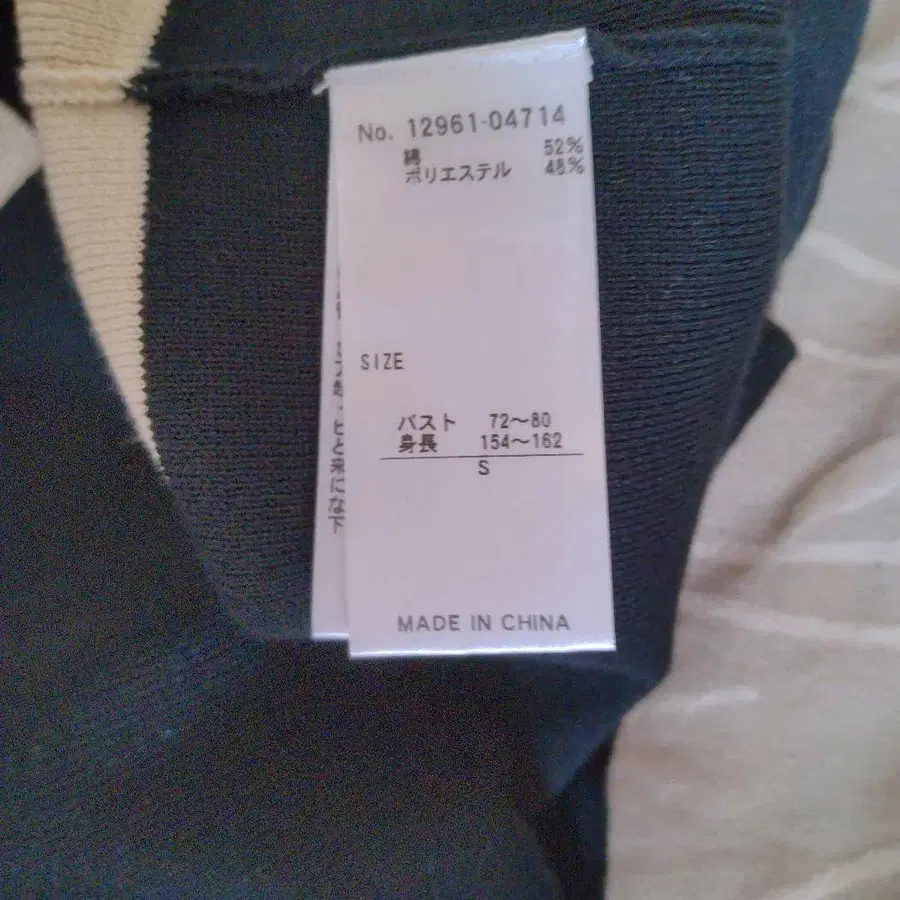 No. 12961-04714
綿 52%
ポリエステル 48%
SIZE
バスト 72～80
身長 154～162
S
MADE IN CHINA